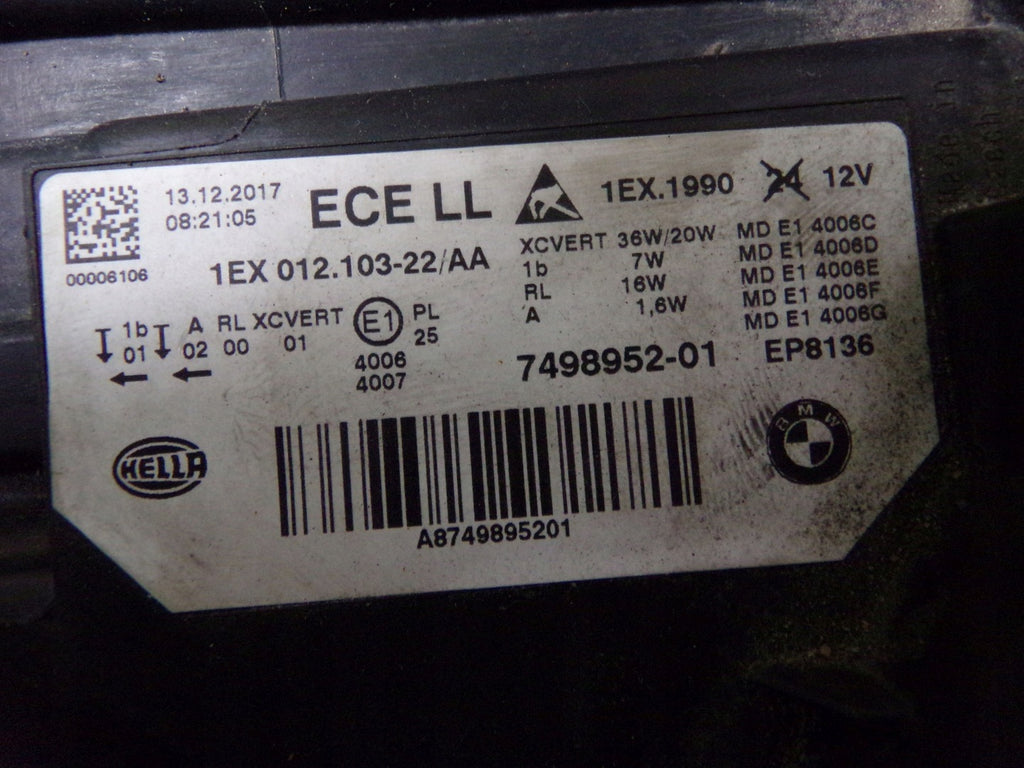 13.12.2017
08:21:05
00006106
ECE LL
1EX 012.103-22/AA
1EX.1990 24 12V
XCVERT 36W/20W
1b 7W
RL 16W
A 1,6W
MD E1 4006C
MD E1 4006D
MD E1 4006E
MD E1 4006F
MD E1 4006G
1b A RL XCVERT E1 PL
01 02 00 01 25
4006
4007
7498952-01 EP8136
HELLA
BMW
A8749895201